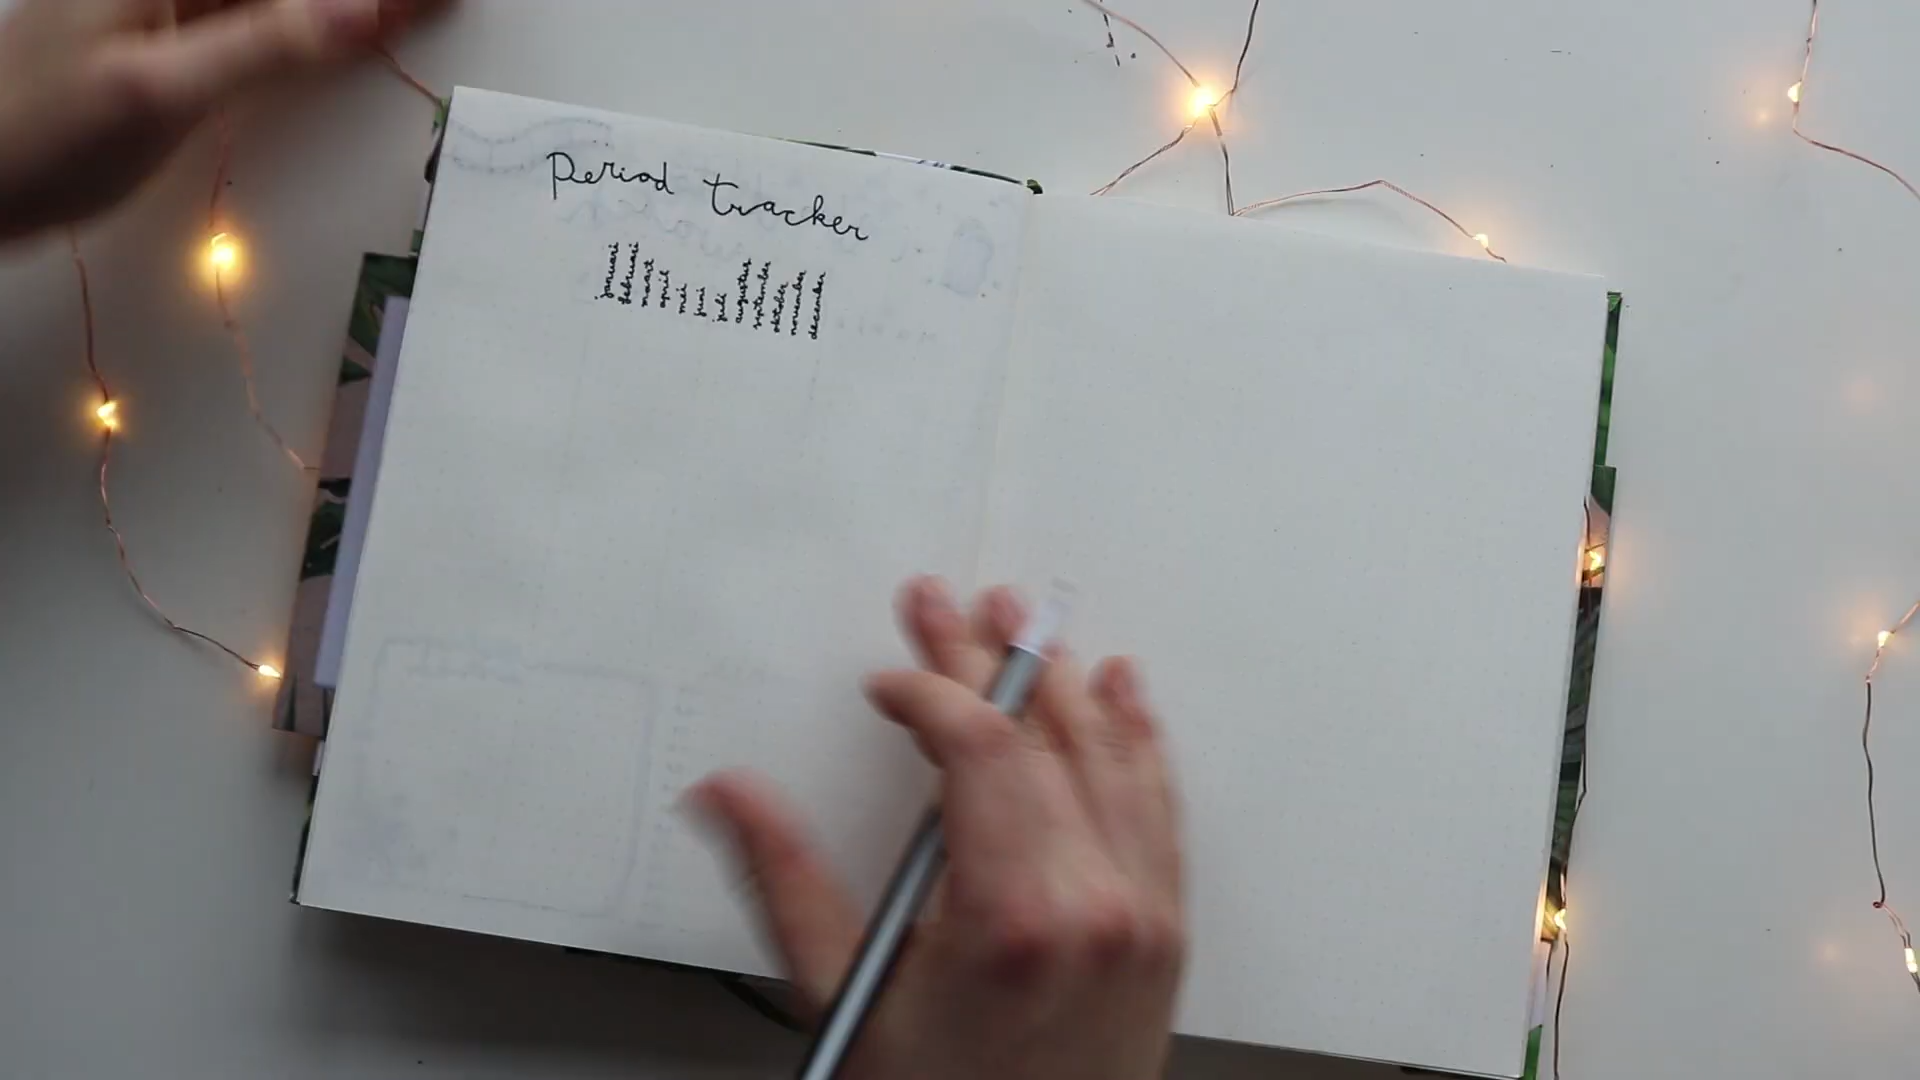 Period tracker
januari
februari
maart
april
mei
juni
juli
augustus
september
oktober
november
december